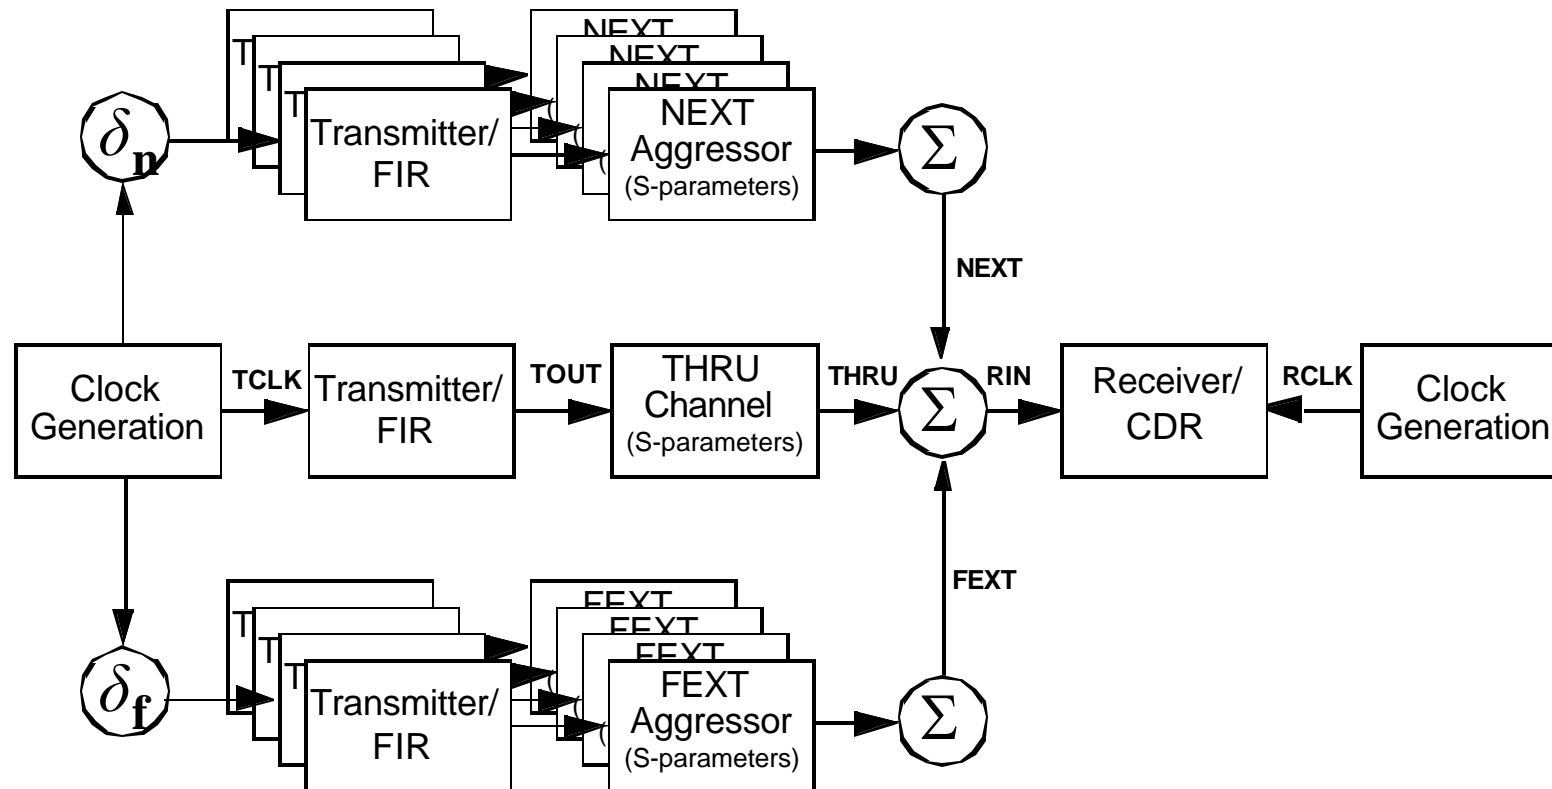 NEXT
NEXT
NEXT
T
T
T
δn
Transmitter/
FIR
NEXT
Aggressor
(S-parameters)
Σ
NEXT
Clock
Generation
TCLK
Transmitter/
FIR
TOUT
THRU
Channel
(S-parameters)
THRU
Σ
RIN
Receiver/
CDR
RCLK
Clock
Generation
FEXT
FEXT
FEXT
FEXT
T
T
T
δf
Transmitter/
FIR
FEXT
Aggressor
(S-parameters)
Σ